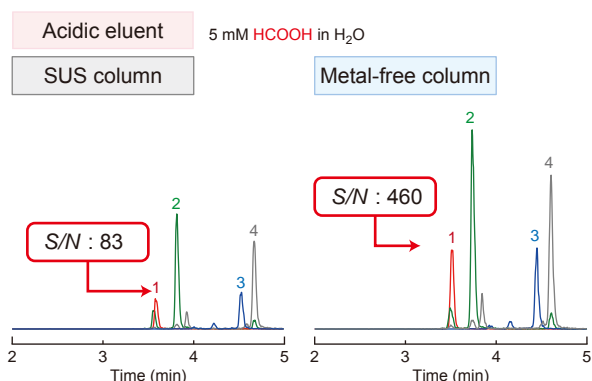 Acidic eluent
5 mM HCOOH in H₂O
SUS column
Metal-free column
2
4
S/N : 83
1
3
2
4
S/N : 460
1
3
2 3 4 5
Time (min)
2 3 4 5
Time (min)